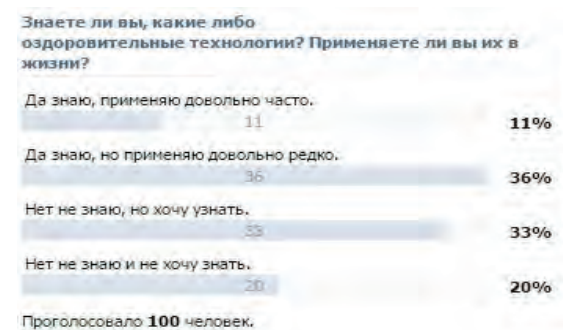 Знаете ли вы, какие либо
оздоровительные технологии? Применяете ли вы их в
жизни?
Да знаю, применяю довольно часто.
11
11%
Да знаю, но применяю довольно редко.
36
36%
Нет не знаю, но хочу узнать.
33
33%
Нет не знаю и не хочу знать.
20
20%
Проголосовало 100 человек.